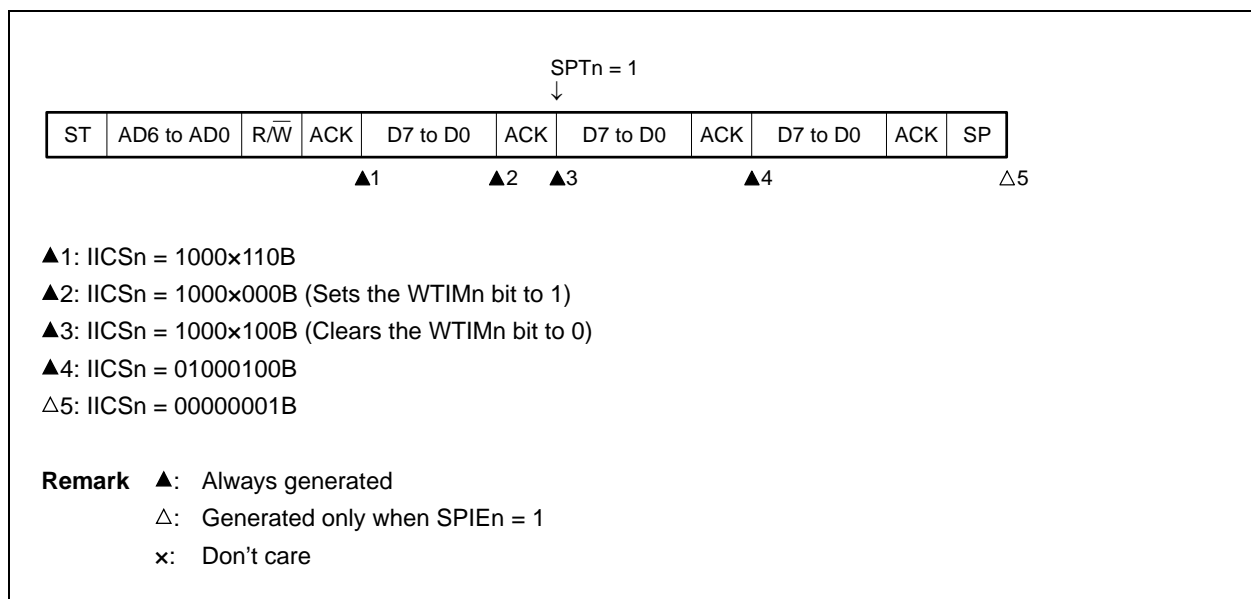 SPTn = 1
↓
ST AD6 to AD0 R/W̅ ACK D7 to D0 ACK D7 to D0 ACK D7 to D0 ACK SP
▲1 ▲2 ▲3 ▲4 △5
▲1: IICSn = 1000×110B
▲2: IICSn = 1000×000B (Sets the WTIMn bit to 1)
▲3: IICSn = 1000×100B (Clears the WTIMn bit to 0)
▲4: IICSn = 01000100B
△5: IICSn = 00000001B
Remark ▲: Always generated
△: Generated only when SPIEn = 1
×: Don't care